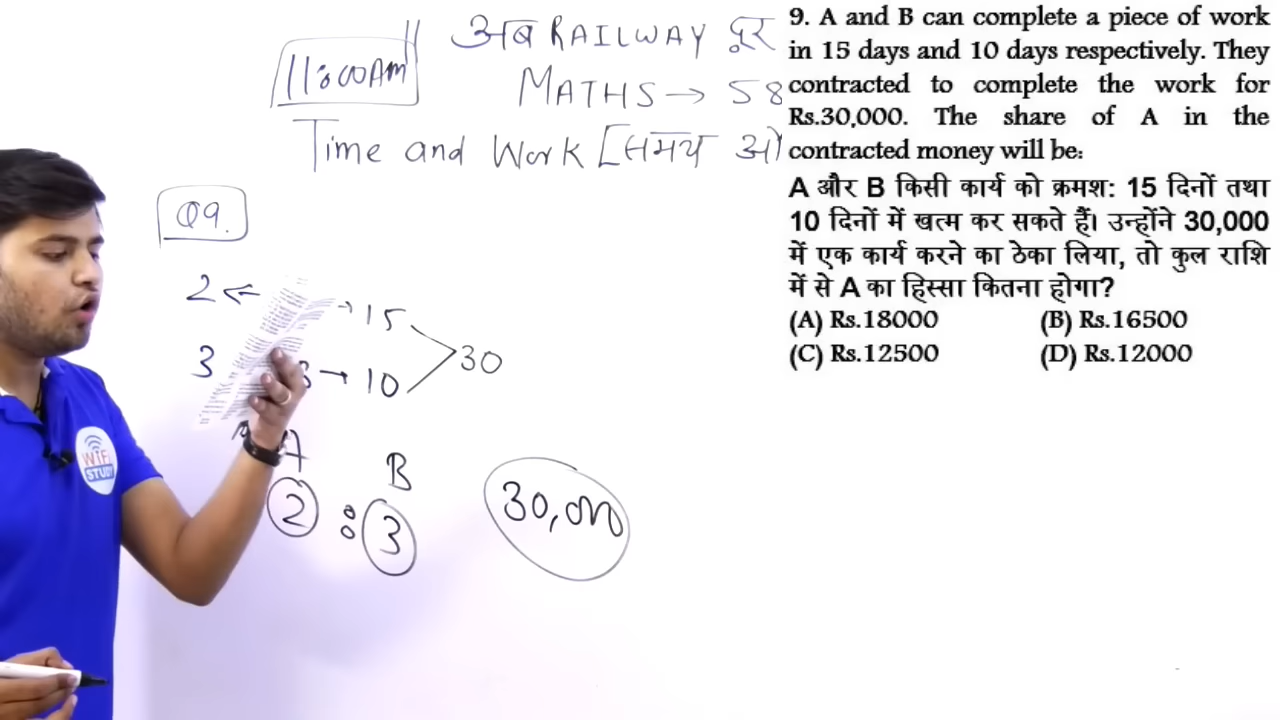 अब RAILWAY दूर
11:00AM
MATHS → 58
Time and Work [समय
Q9.
2 ← → 15
30
3 B → 10
A B
2 : 3
30,000
WiFi
STUDY
9. A and B can complete a piece of work
in 15 days and 10 days respectively. They
contracted to complete the work for
Rs.30,000. The share of A in the
contracted money will be:
A और B किसी कार्य को क्रमश: 15 दिनों तथा
10 दिनों में खत्म कर सकते हैं। उन्होंने 30,000
में एक कार्य करने का ठेका लिया, तो कुल राशि
में से A का हिस्सा कितना होगा?
(A) Rs.18000 (B) Rs.16500
(C) Rs.12500 (D) Rs.12000